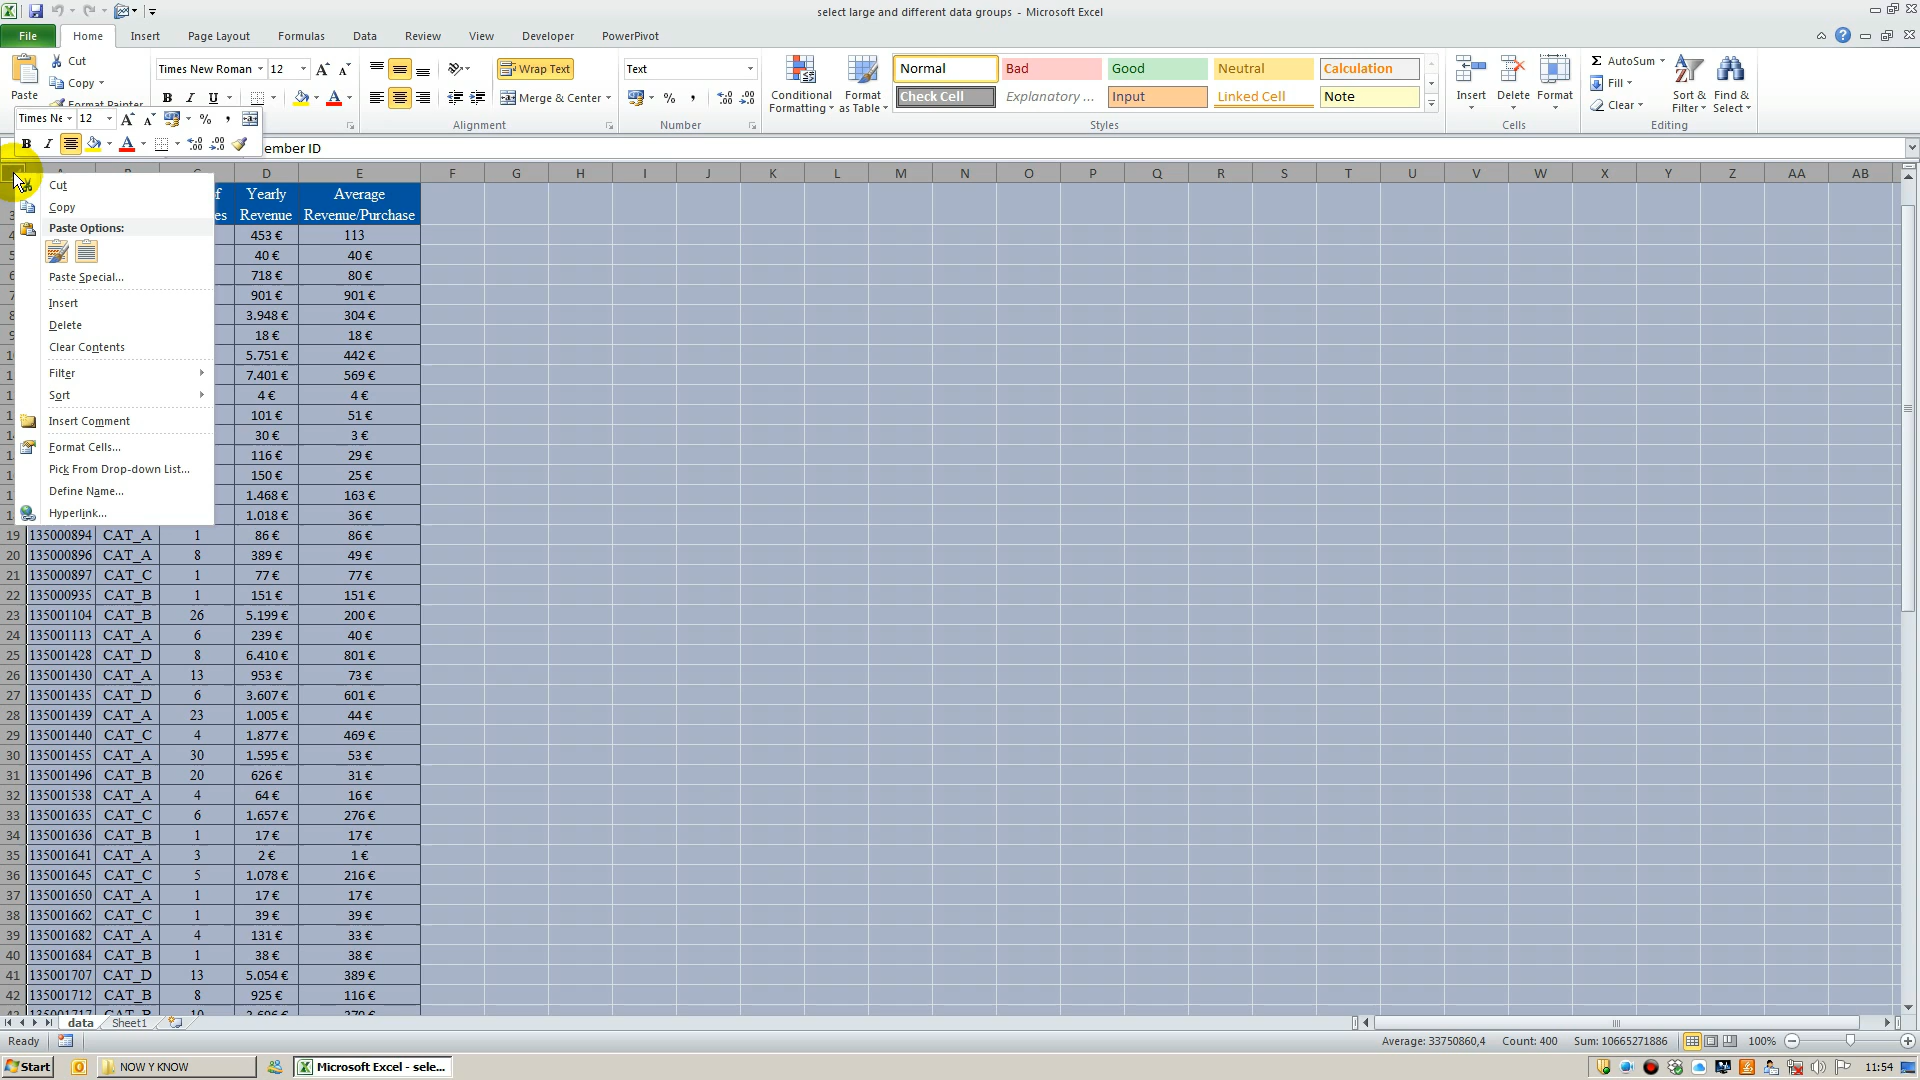 select large and different data groups - Microsoft Excel
File Home Insert Page Layout Formulas Data Review View Developer PowerPivot
Paste Cut Copy Format Painter
Times New Roman 12
B I U
Wrap Text
Merge & Center
Alignment
Text
Number
Conditional Formatting
Format as Table
Normal Bad Good Neutral Calculation
Check Cell Explanatory ... Input Linked Cell Note
Styles
Insert Delete Format
Cells
AutoSum
Fill
Clear
Sort & Filter
Find & Select
Editing
Times Ne 12
B I
ember ID
Cut
Copy
Paste Options:
Paste Special...
Insert
Delete
Clear Contents
Filter
Sort
Insert Comment
Format Cells...
Pick From Drop-down List...
Define Name...
Hyperlink...
D E F G H I J K L M N O P Q R S T U V W X Y Z AA AB
Yearly Revenue Average Revenue/Purchase
453 € 113
40 € 40 €
718 € 80 €
901 € 901 €
3.948 € 304 €
18 € 18 €
5.751 € 442 €
7.401 € 569 €
4 € 4 €
101 € 51 €
30 € 3 €
116 € 29 €
150 € 25 €
1.468 € 163 €
1.018 € 36 €
19 135000894 CAT_A 1 86 € 86 €
20 135000896 CAT_A 8 389 € 49 €
21 135000897 CAT_C 1 77 € 77 €
22 135000935 CAT_B 1 151 € 151 €
23 135001104 CAT_B 26 5.199 € 200 €
24 135001113 CAT_A 6 239 € 40 €
25 135001428 CAT_D 8 6.410 € 801 €
26 135001430 CAT_A 13 953 € 73 €
27 135001435 CAT_D 6 3.607 € 601 €
28 135001439 CAT_A 23 1.005 € 44 €
29 135001440 CAT_C 4 1.877 € 469 €
30 135001455 CAT_A 30 1.595 € 53 €
31 135001496 CAT_B 20 626 € 31 €
32 135001538 CAT_A 4 64 € 16 €
33 135001635 CAT_C 6 1.657 € 276 €
34 135001636 CAT_B 1 17 € 17 €
35 135001641 CAT_A 3 2 € 1 €
36 135001645 CAT_C 5 1.078 € 216 €
37 135001650 CAT_A 1 17 € 17 €
38 135001662 CAT_C 1 39 € 39 €
39 135001682 CAT_A 4 131 € 33 €
40 135001684 CAT_B 1 38 € 38 €
41 135001707 CAT_D 13 5.054 € 389 €
42 135001712 CAT_B 8 925 € 116 €
data Sheet1
Ready Average: 33750860,4 Count: 400 Sum: 10665271886 100%
Start NOW Y KNOW Microsoft Excel - sele... 11:54